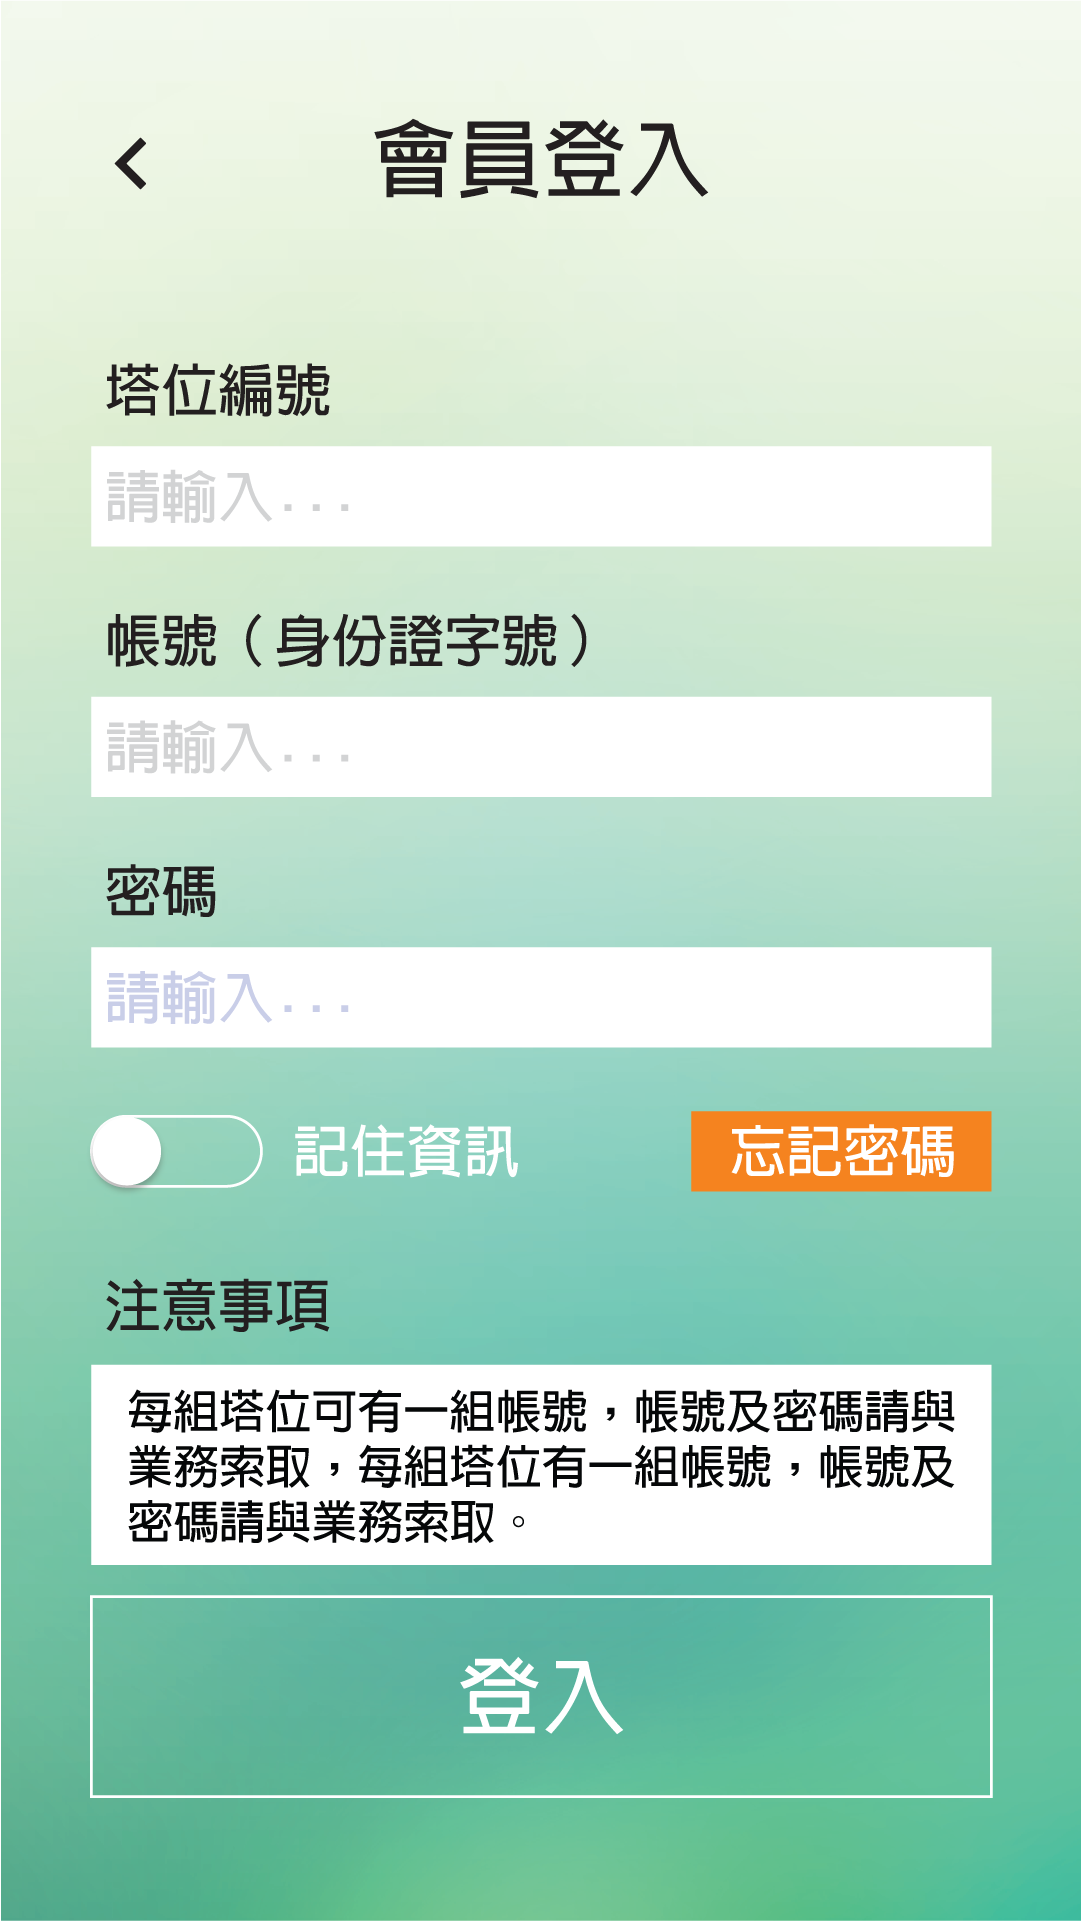 會員登入
塔位編號
請輸入...
帳號（身份證字號）
請輸入...
密碼
請輸入...
記住資訊
忘記密碼
注意事項
每組塔位可有一組帳號，帳號及密碼請與
業務索取，每組塔位有一組帳號，帳號及
密碼請與業務索取。
登入